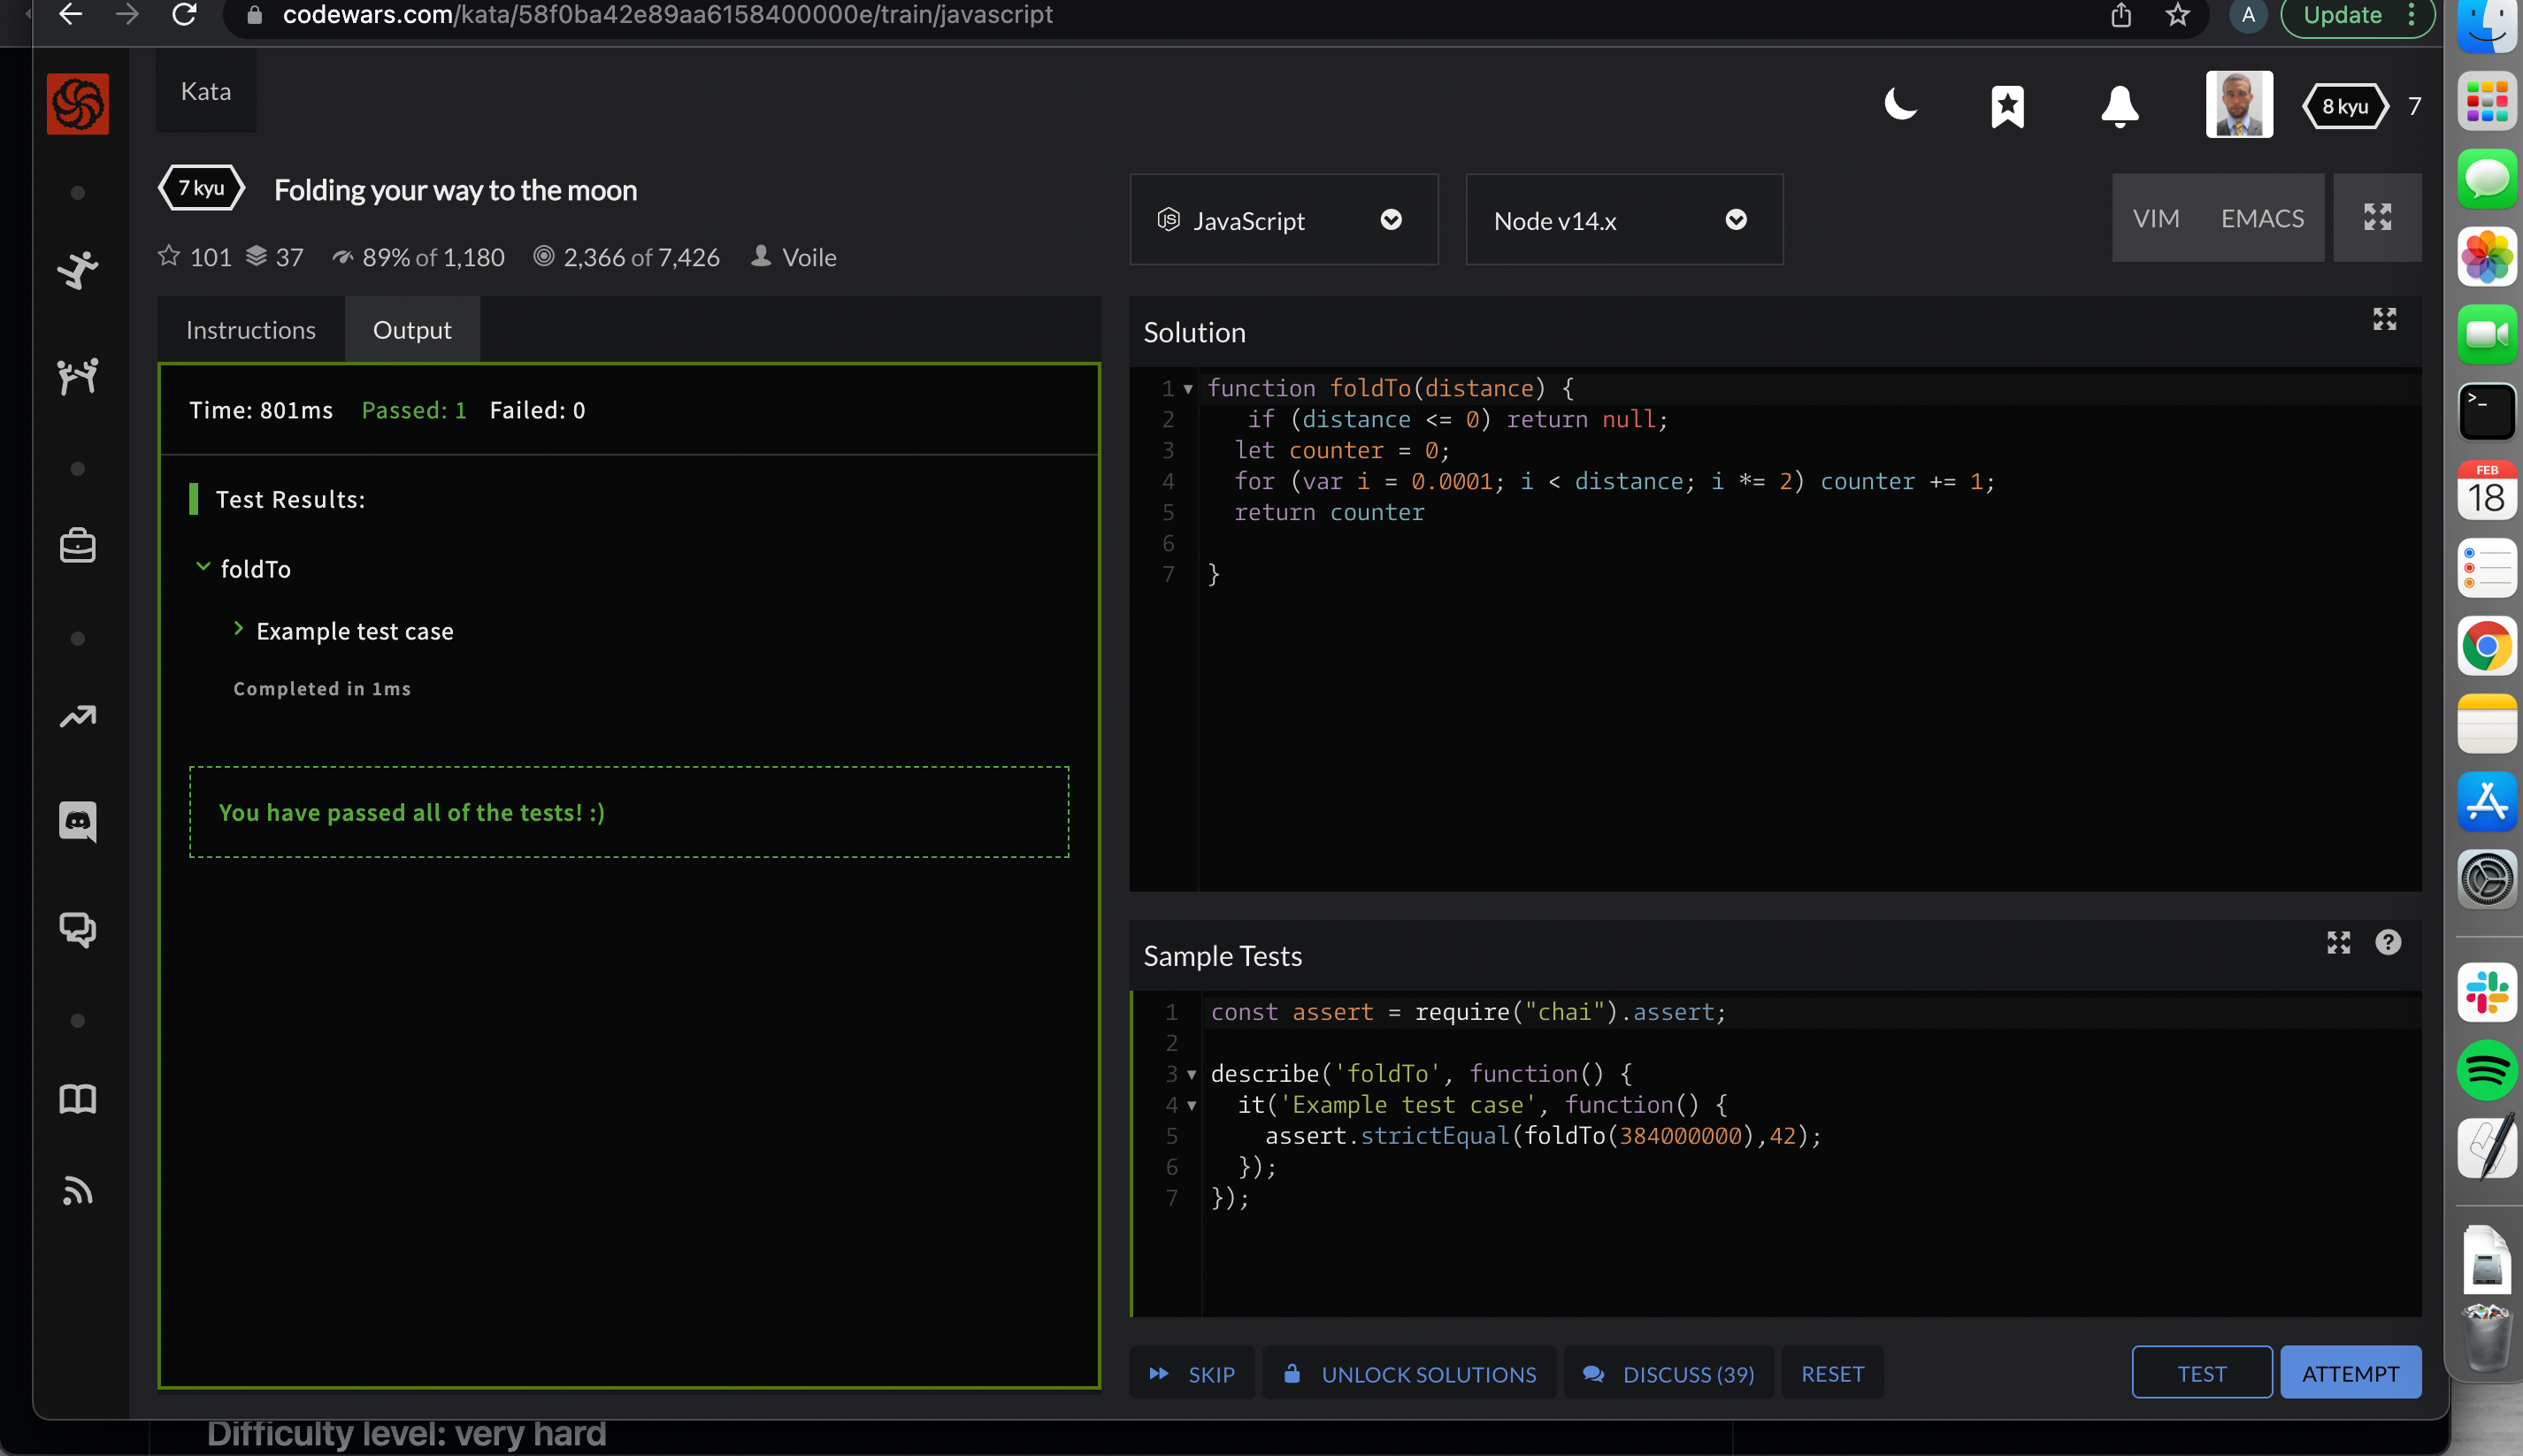 codewars.com/kata/58f0ba42e89aa6158400000e/train/javascript
A
Update
Kata
8 kyu
7
7 kyu
Folding your way to the moon
101 37 89% of 1,180 2,366 of 7,426 Voile
JavaScript
Node v14.x
VIM
EMACS
Instructions
Output
Time: 801ms Passed: 1 Failed: 0
Test Results:
foldTo
Example test case
Completed in 1ms
You have passed all of the tests! :)
Solution
1 function foldTo(distance) {
2    if (distance <= 0) return null;
3   let counter = 0;
4   for (var i = 0.0001; i < distance; i *= 2) counter += 1;
5   return counter
6
7 }
Sample Tests
1 const assert = require("chai").assert;
2
3 describe('foldTo', function() {
4   it('Example test case', function() {
5     assert.strictEqual(foldTo(384000000),42);
6   });
7 });
SKIP
UNLOCK SOLUTIONS
DISCUSS (39)
RESET
TEST
ATTEMPT
FEB
18
Difficulty level: very hard